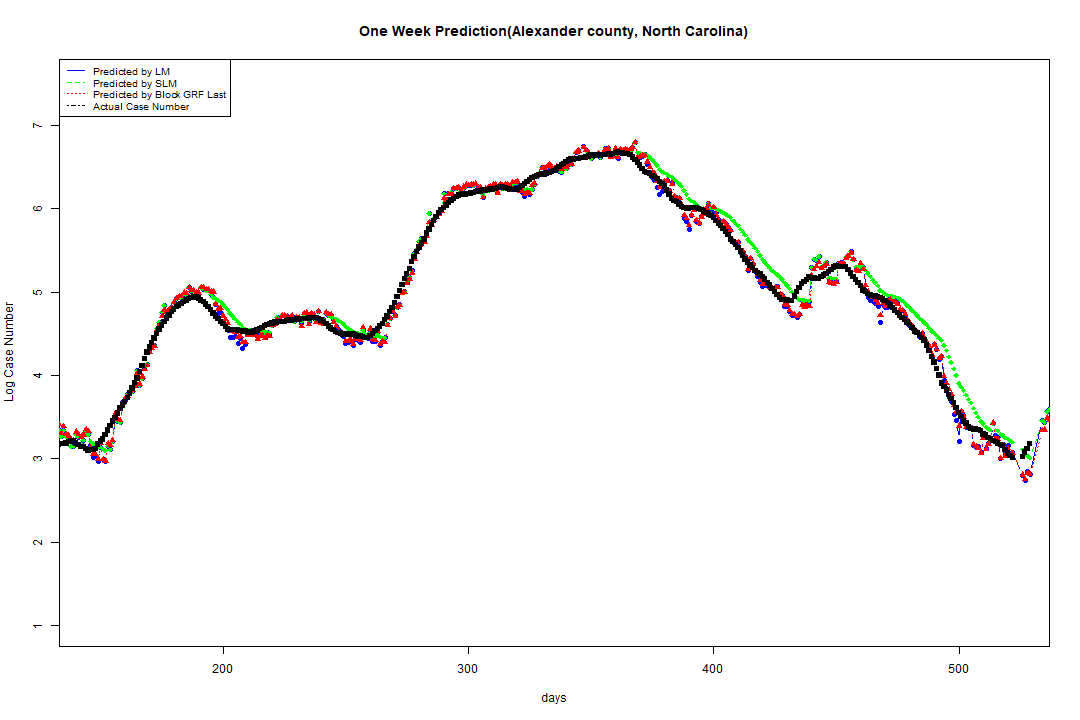 One Week Prediction(Alexander county, North Carolina)
Predicted by LM
Predicted by SLM
Predicted by Block GRF Last
Actual Case Number
7
6
5
4
3
2
1
Log Case Number
200 300 400 500
days